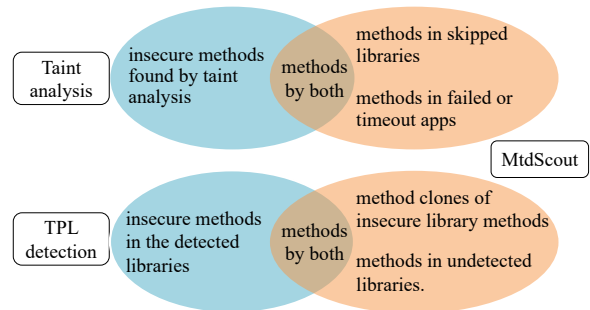 Taint
analysis
insecure methods
found by taint
analysis
methods
by both
methods in skipped
libraries
methods in failed or
timeout apps
MtdScout
TPL
detection
insecure methods
in the detected
libraries
methods
by both
method clones of
insecure library methods
methods in undetected
libraries.